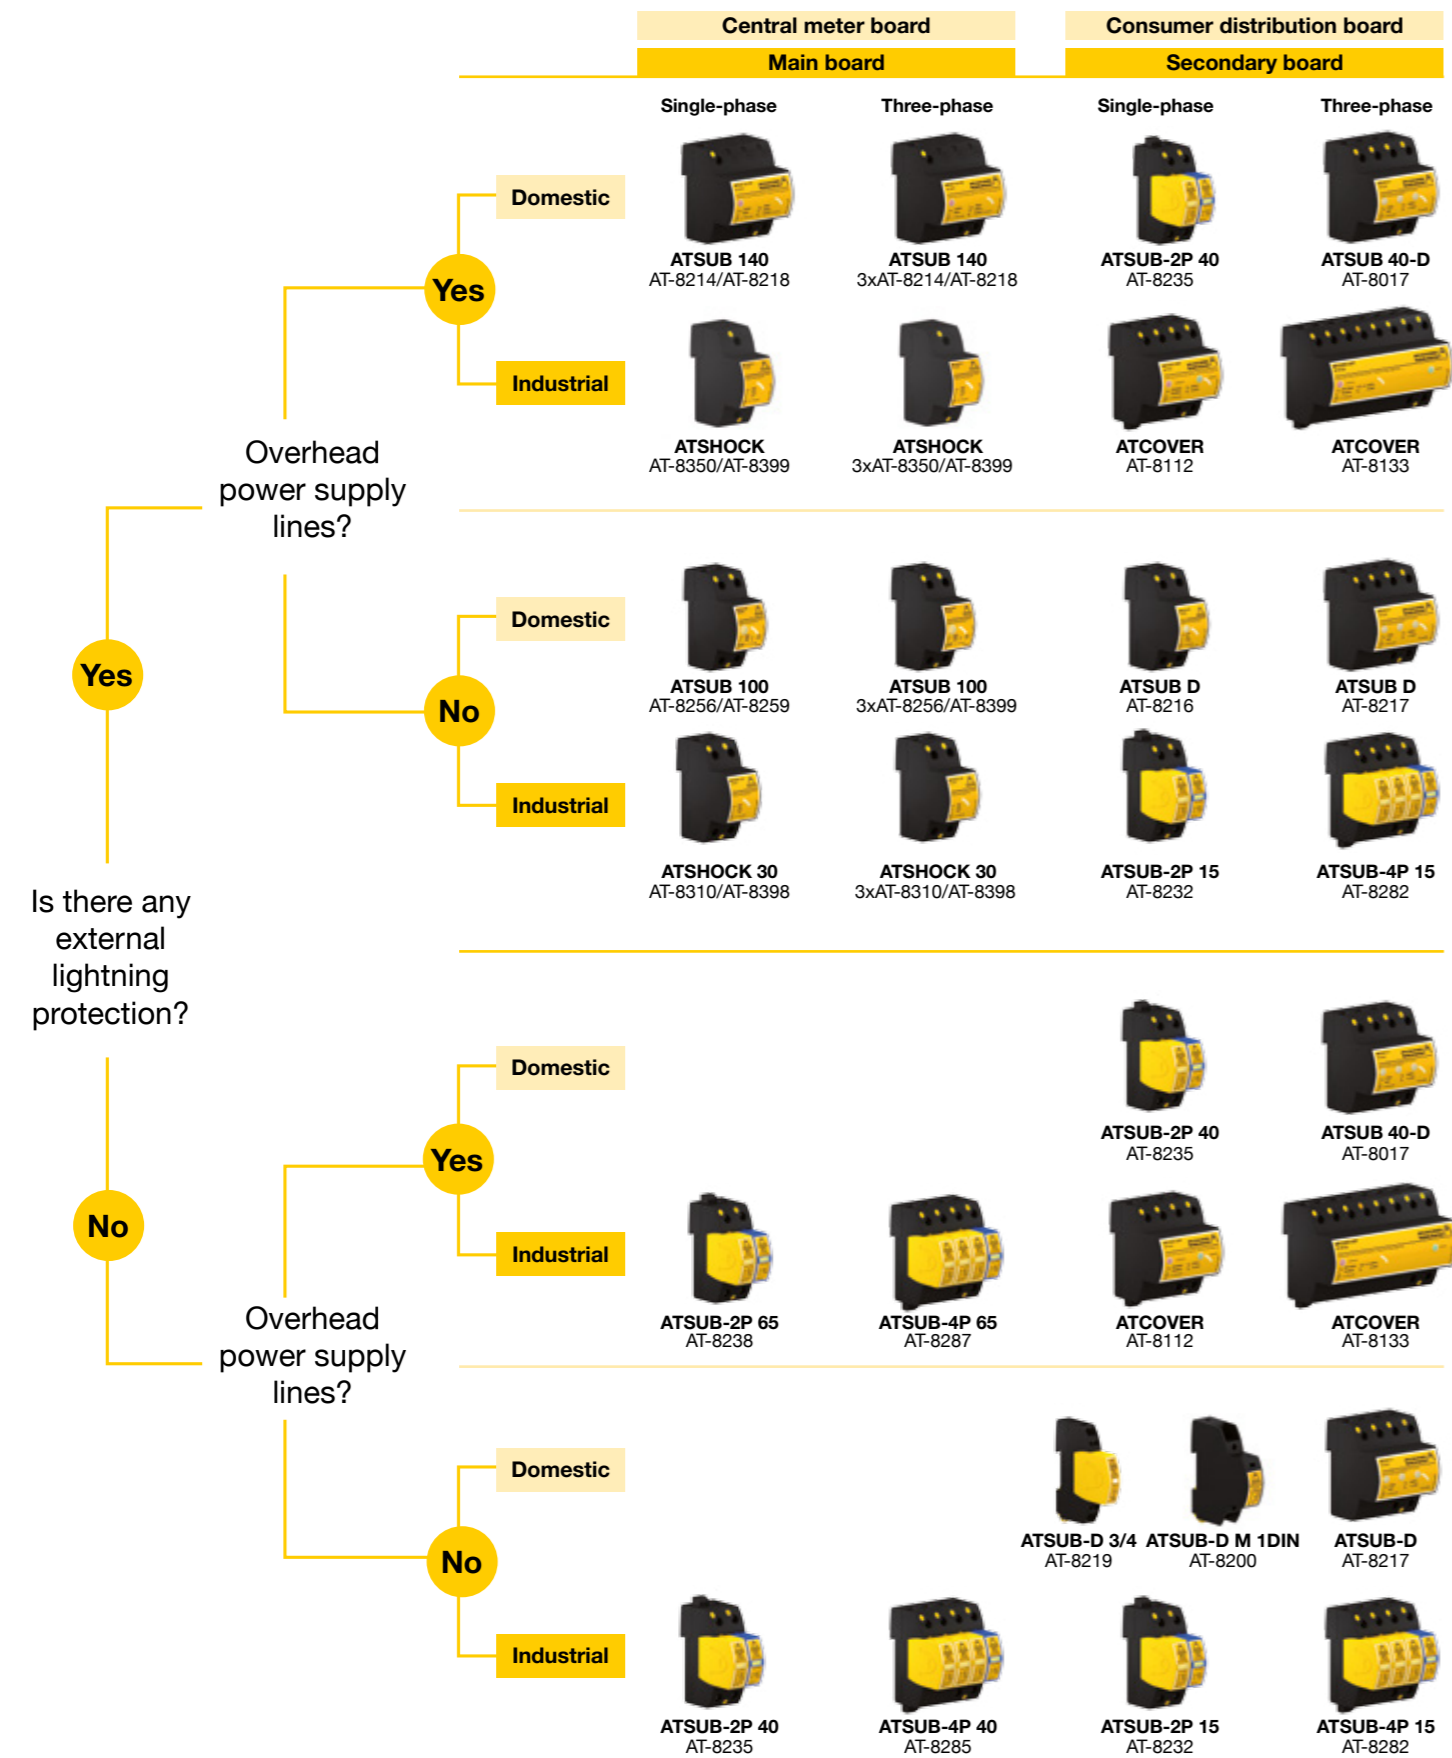 Central meter board
Consumer distribution board
Main board
Secondary board
Single-phase
Three-phase
Single-phase
Three-phase
Domestic
ATSUB 140
AT-8214/AT-8218
ATSUB 140
3xAT-8214/AT-8218
ATSUB-2P 40
AT-8235
ATSUB 40-D
AT-8017
Yes
Industrial
ATSHOCK
AT-8350/AT-8399
ATSHOCK
3xAT-8350/AT-8399
ATCOVER
AT-8112
ATCOVER
AT-8133
Overhead
power supply
lines?
Domestic
ATSUB 100
AT-8256/AT-8259
ATSUB 100
3xAT-8256/AT-8399
ATSUB D
AT-8216
ATSUB D
AT-8217
Yes
No
Industrial
ATSHOCK 30
AT-8310/AT-8398
ATSHOCK 30
3xAT-8310/AT-8398
ATSUB-2P 15
AT-8232
ATSUB-4P 15
AT-8282
Is there any
external
lightning
protection?
Domestic
ATSUB-2P 40
AT-8235
ATSUB 40-D
AT-8017
Yes
No
Industrial
ATSUB-2P 65
AT-8238
ATSUB-4P 65
AT-8287
ATCOVER
AT-8112
ATCOVER
AT-8133
Overhead
power supply
lines?
Domestic
ATSUB-D 3/4
AT-8219
ATSUB-D M 1DIN
AT-8200
ATSUB-D
AT-8217
No
Industrial
ATSUB-2P 40
AT-8235
ATSUB-4P 40
AT-8285
ATSUB-2P 15
AT-8232
ATSUB-4P 15
AT-8282